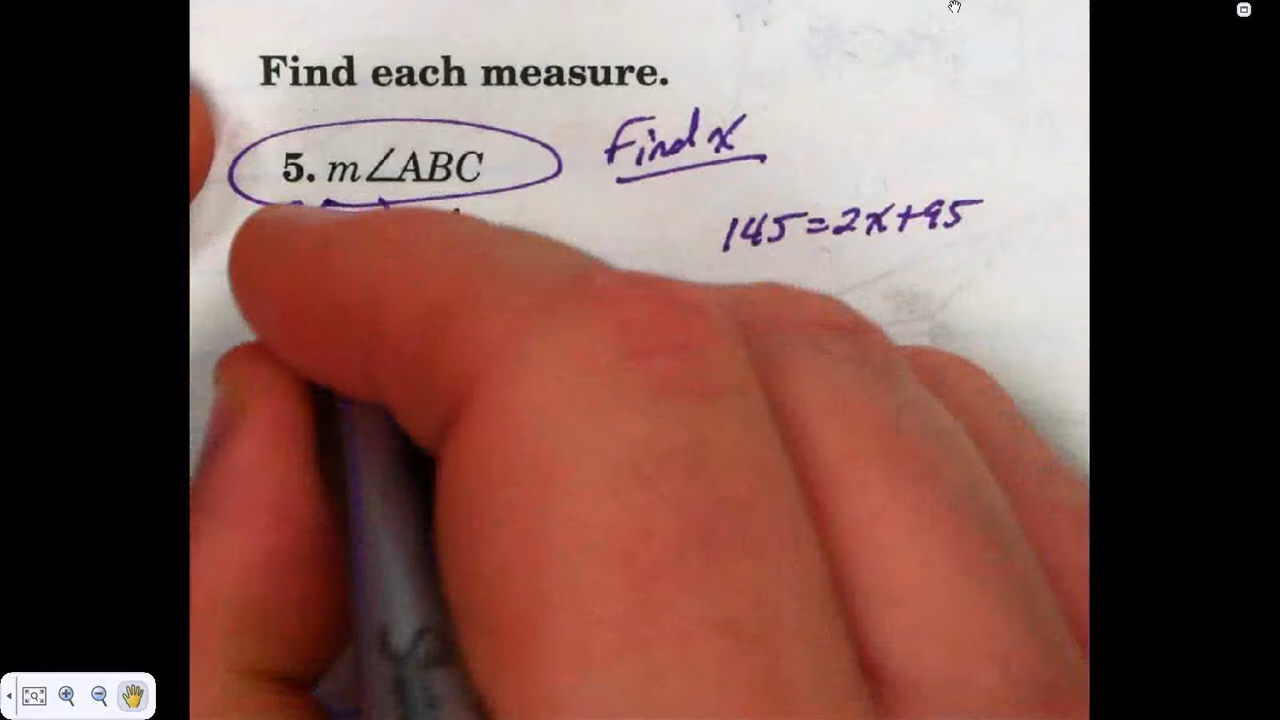 Find each measure.
5. m∠ABC
Find x
145=2x+95